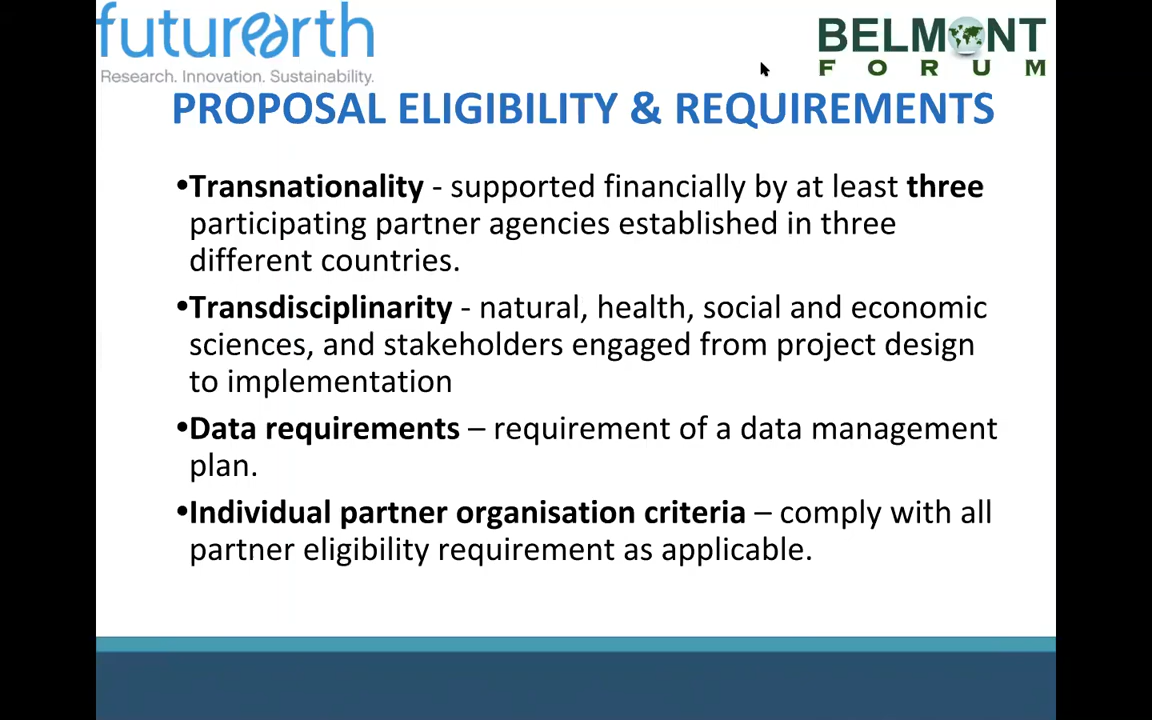 futurearth
BELMONT
Research. Innovation. Sustainability.
FORUM
PROPOSAL ELIGIBILITY & REQUIREMENTS
•Transnationality - supported financially by at least three
participating partner agencies established in three
different countries.
•Transdisciplinarity - natural, health, social and economic
sciences, and stakeholders engaged from project design
to implementation
•Data requirements – requirement of a data management
plan.
•Individual partner organisation criteria – comply with all
partner eligibility requirement as applicable.